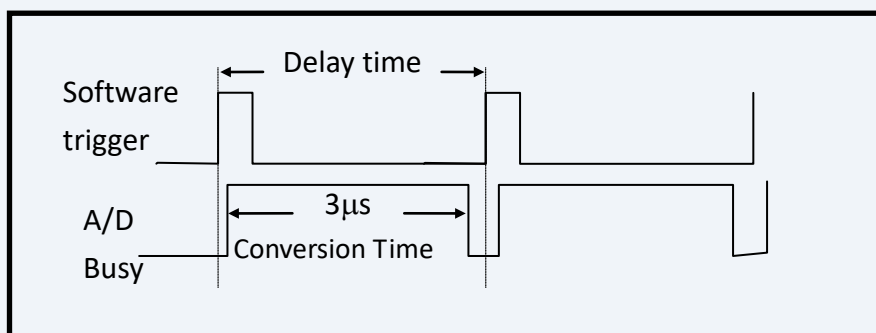 Delay time
Software
trigger
3μs
A/D
Conversion Time
Busy